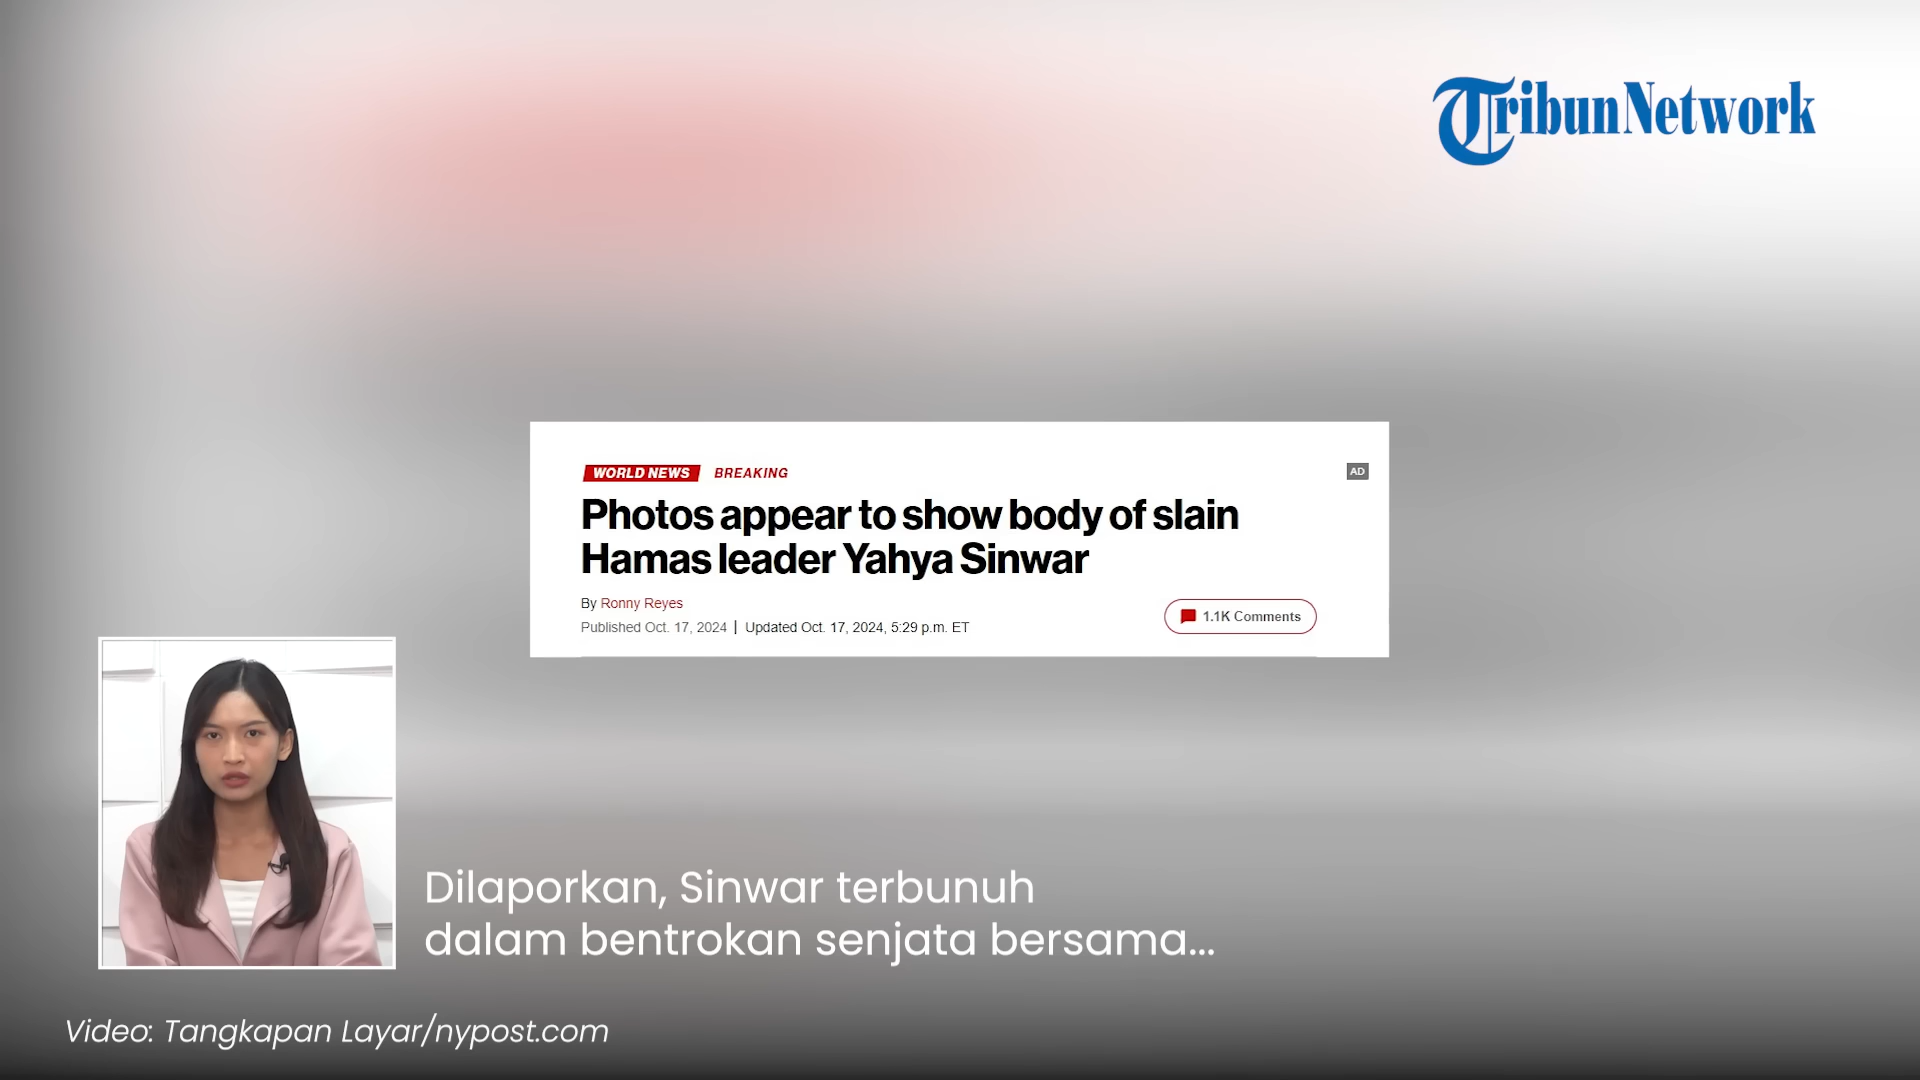 TribunNetwork
WORLD NEWS BREAKING
AD
Photos appear to show body of slain
Hamas leader Yahya Sinwar
By Ronny Reyes
Published Oct. 17, 2024 | Updated Oct. 17, 2024, 5:29 p.m. ET
1.1K Comments
Dilaporkan, Sinwar terbunuh
dalam bentrokan senjata bersama...
Video: Tangkapan Layar/nypost.com